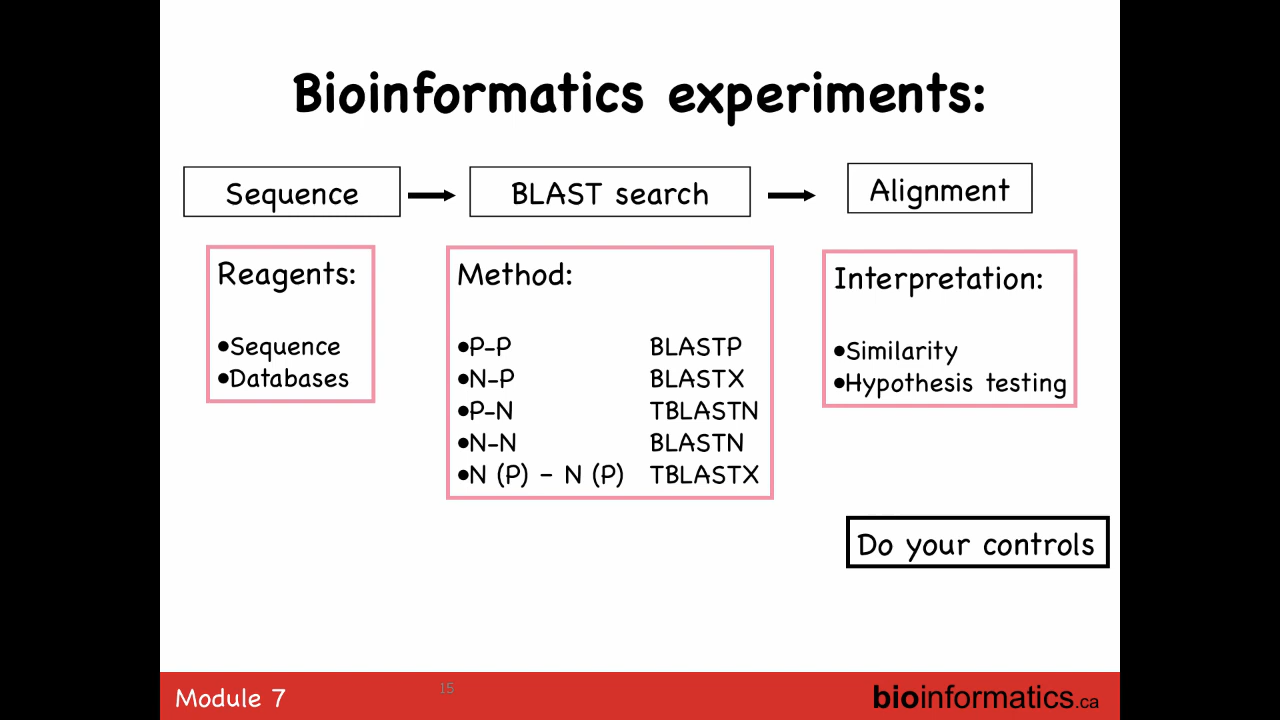 Bioinformatics experiments:
Sequence
BLAST search
Alignment
Reagents:
•Sequence
•Databases
Method:
•P-P BLASTP
•N-P BLASTX
•P-N TBLASTN
•N-N BLASTN
•N (P) - N (P) TBLASTX
Interpretation:
•Similarity
•Hypothesis testing
Do your controls
Module 7
15
bioinformatics.ca